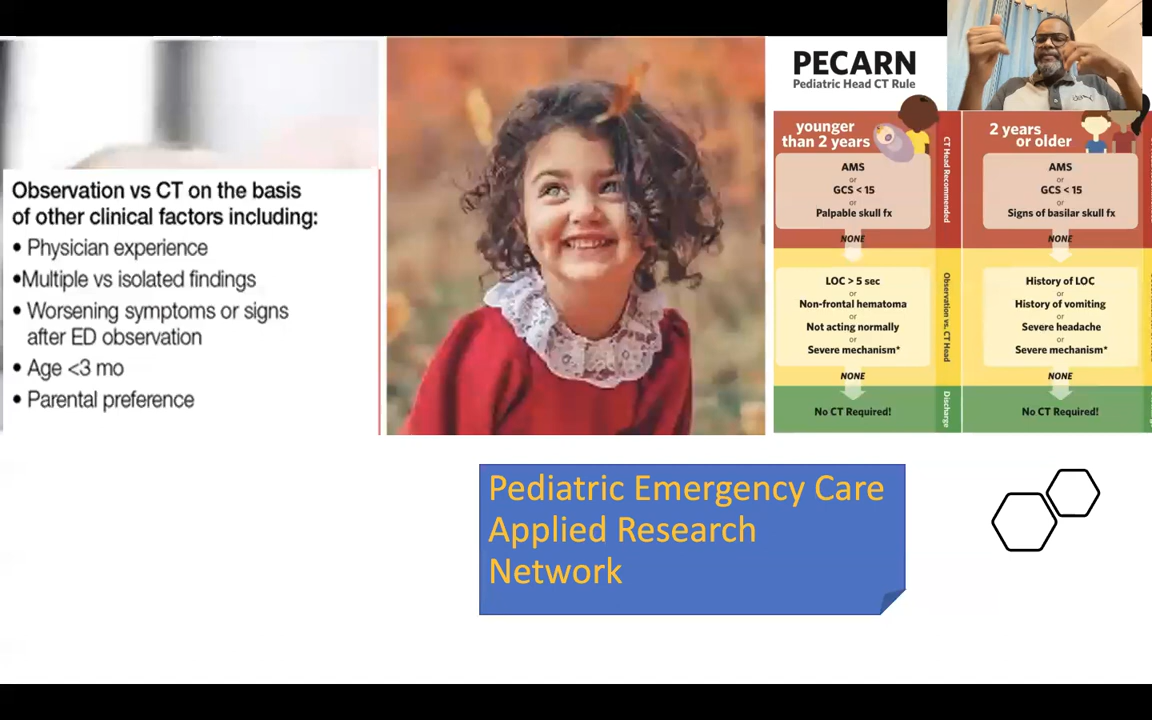 Observation vs CT on the basis
of other clinical factors including:
• Physician experience
•Multiple vs isolated findings
• Worsening symptoms or signs
after ED observation
• Age <3 mo
• Parental preference
PECARN
Pediatric Head CT Rule
younger
than 2 years
AMS
or
GCS < 15
or
Palpable skull fx
NONE
LOC > 5 sec
or
Non-frontal hematoma
or
Not acting normally
or
Severe mechanism*
NONE
No CT Required!
CT Head Recommended
Observation vs. CT Head
Discharge
2 years
or older
AMS
or
GCS < 15
or
Signs of basilar skull fx
NONE
History of LOC
or
History of vomiting
or
Severe headache
or
Severe mechanism*
NONE
No CT Required!
Pediatric Emergency Care
Applied Research
Network